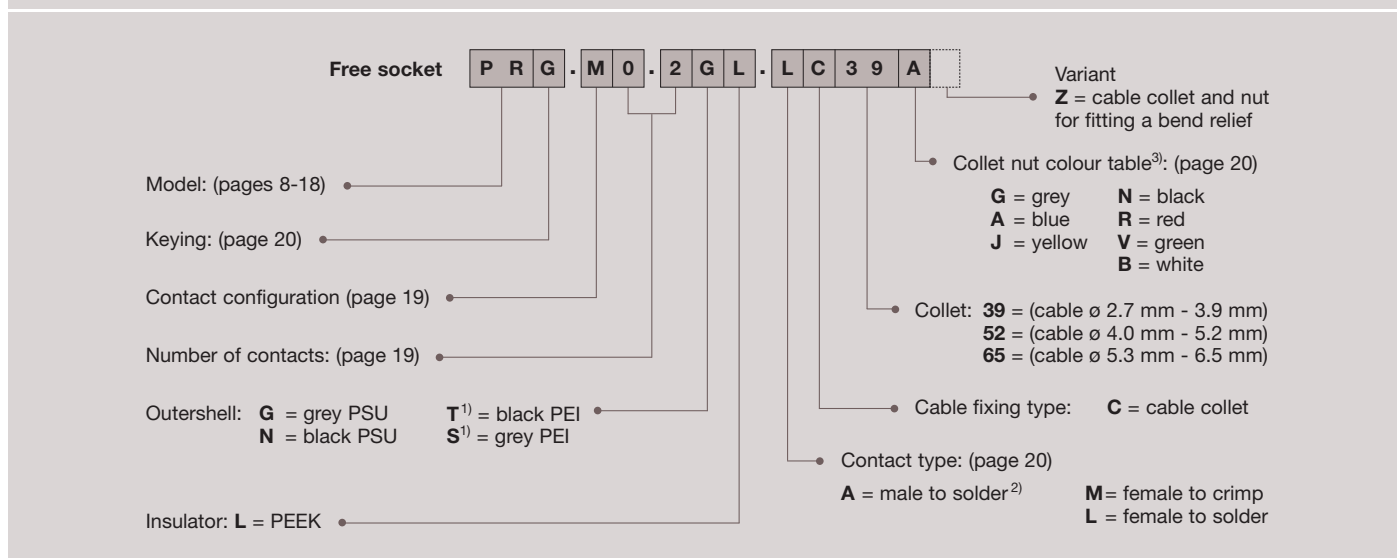 Free socket PRG.M0.2GL.LC39A
Variant
Z = cable collet and nut
for fitting a bend relief
Collet nut colour table3): (page 20)
G = grey N = black
A = blue R = red
J = yellow V = green
B = white
Model: (pages 8-18)
Keying: (page 20)
Contact configuration (page 19)
Collet: 39 = (cable ø 2.7 mm - 3.9 mm)
52 = (cable ø 4.0 mm - 5.2 mm)
65 = (cable ø 5.3 mm - 6.5 mm)
Number of contacts: (page 19)
Outershell: G = grey PSU T1) = black PEI
N = black PSU S1) = grey PEI
Cable fixing type: C = cable collet
Contact type: (page 20)
A = male to solder2) M= female to crimp
L = female to solder
Insulator: L = PEEK